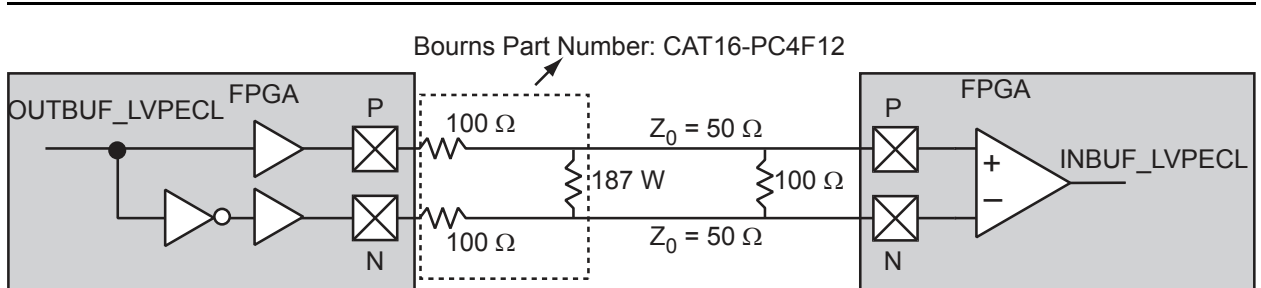 Bourns Part Number: CAT16-PC4F12
OUTBUF_LVPECL
FPGA
P
100 Ω
Z0 = 50 Ω
P
FPGA
187 W
100 Ω
+
−
INBUF_LVPECL
N
100 Ω
Z0 = 50 Ω
N